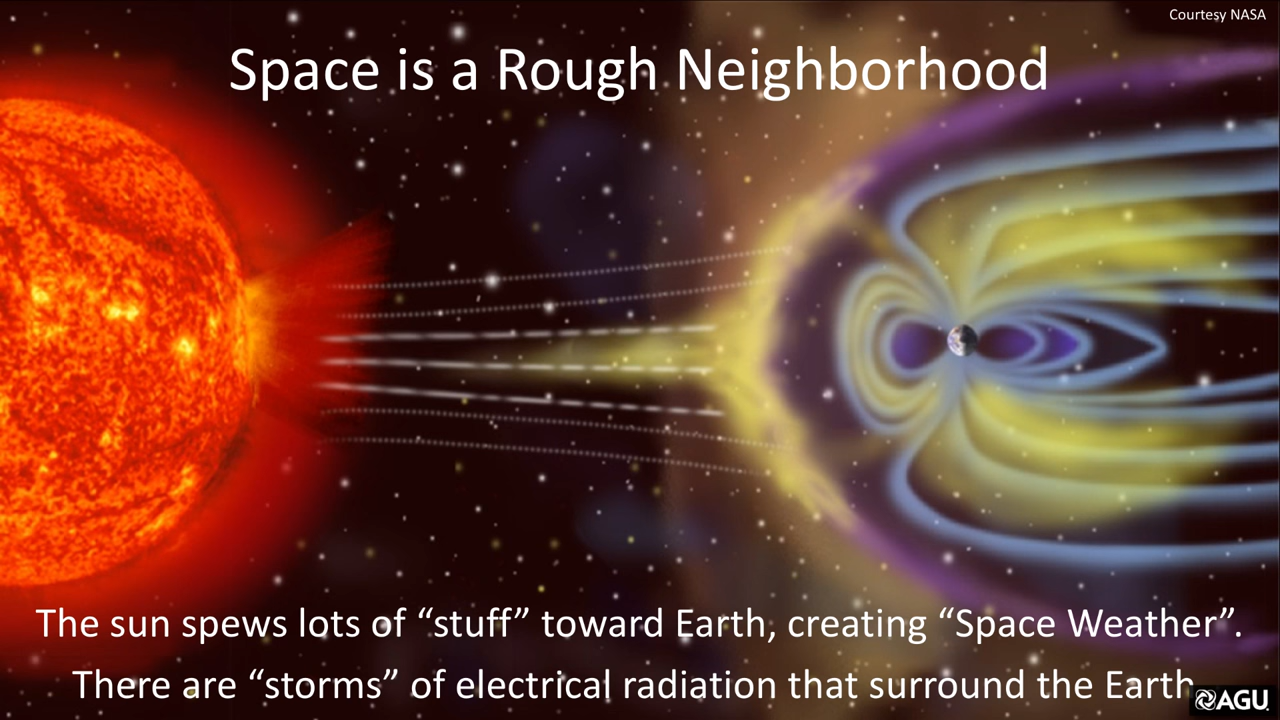 Courtesy NASA
Space is a Rough Neighborhood
The sun spews lots of “stuff” toward Earth, creating “Space Weather”.
There are “storms” of electrical radiation that surround the Earth
AGU